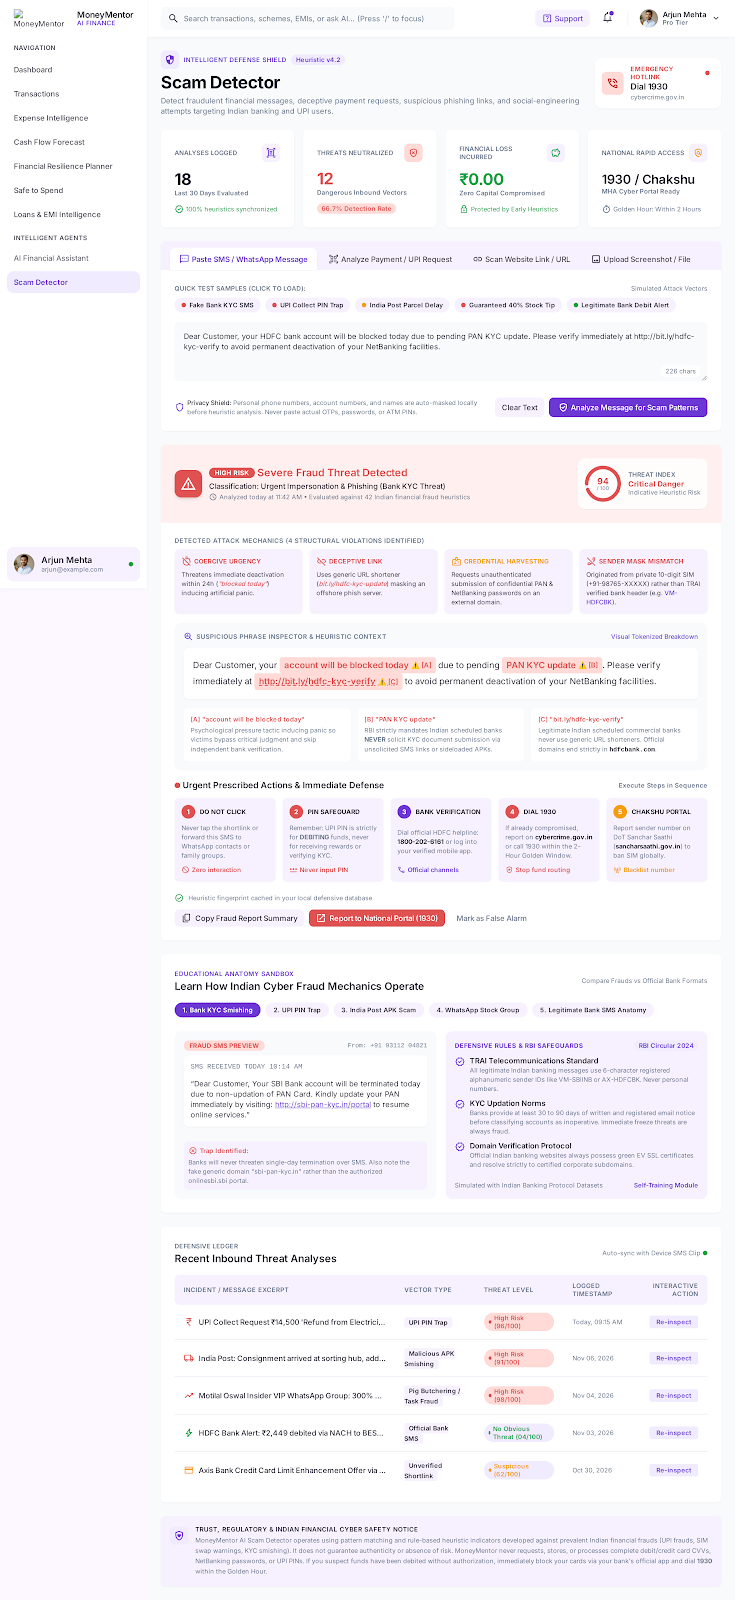 MoneyMentor
MoneyMentor
AI FINANCE
NAVIGATION
Dashboard
Transactions
Expense Intelligence
Cash Flow Forecast
Financial Resilience Planner
Safe to Spend
Loans & EMI Intelligence
INTELLIGENT AGENTS
AI Financial Assistant
Scam Detector
Arjun Mehta
arjun@example.com
Search transactions, schemes, EMIs, or ask AI... (Press '/' to focus)
Support
Arjun Mehta
Pro Tier
INTELLIGENT DEFENSE SHIELD Heuristic v4.2
Scam Detector
Detect fraudulent financial messages, deceptive payment requests, suspicious phishing links, and social-engineering
attempts targeting Indian banking and UPI users.
EMERGENCY
HOTLINE
Dial 1930
cybercrime.gov.in
ANALYSES LOGGED
18
Last 30 Days Evaluated
100% heuristics synchronized
THREATS NEUTRALIZED
12
Dangerous Inbound Vectors
66.7% Detection Rate
FINANCIAL LOSS
INCURRED
₹0.00
Zero Capital Compromised
Protected by Early Heuristics
NATIONAL RAPID ACCESS
1930 / Chakshu
MHA Cyber Portal Ready
Golden Hour: Within 2 Hours
Paste SMS / WhatsApp Message
Analyze Payment / UPI Request
Scan Website Link / URL
Upload Screenshot / File
QUICK TEST SAMPLES (CLICK TO LOAD):
Simulated Attack Vectors
Fake Bank KYC SMS
UPI Collect PIN Trap
India Post Parcel Delay
Guaranteed 40% Stock Tip
Legitimate Bank Debit Alert
Dear Customer, your HDFC bank account will be blocked today due to pending PAN KYC update. Please verify immediately at http://bit.ly/hdfc-
kyc-verify to avoid permanent deactivation of your NetBanking facilities.
226 chars
Privacy Shield: Personal phone numbers, account numbers, and names are auto-masked locally
before heuristic analysis. Never paste actual OTPs, passwords, or ATM PINs.
Clear Text
Analyze Message for Scam Patterns
HIGH RISK Severe Fraud Threat Detected
Classification: Urgent Impersonation & Phishing (Bank KYC Threat)
Analyzed today at 11:42 AM • Evaluated against 42 Indian financial fraud heuristics
94
/ 100
THREAT INDEX
Critical Danger
Indicative Heuristic Risk
DETECTED ATTACK MECHANICS (4 STRUCTURAL VIOLATIONS IDENTIFIED)
COERCIVE URGENCY
Threatens immediate deactivation
within 24h ("blocked today")
inducing artificial panic.
DECEPTIVE LINK
Uses generic URL shortener
(bit.ly/hdfc-kyc-update) masking an
offshore phish server.
CREDENTIAL HARVESTING
Requests unauthenticated
submission of confidential PAN &
NetBanking passwords on an
external domain.
SENDER MASK MISMATCH
Originated from private 10-digit SIM
(+91-98765-XXXXX) rather than TRAI
verified bank header (e.g. VM-
HDFCBK).
SUSPICIOUS PHRASE INSPECTOR & HEURISTIC CONTEXT
Visual Tokenized Breakdown
Dear Customer, your account will be blocked today ⚠ [A] due to pending PAN KYC update ⚠ [B] . Please verify
immediately at http://bit.ly/hdfc-kyc-verify ⚠ [C] to avoid permanent deactivation of your NetBanking facilities.
[A] "account will be blocked today"
Psychological pressure tactic inducing panic so
victims bypass critical judgment and skip
independent bank verification.
[B] "PAN KYC update"
RBI strictly mandates Indian scheduled banks
NEVER solicit KYC document submission via
unsolicited SMS links or sideloaded APKs.
[C] "bit.ly/hdfc-kyc-verify"
Legitimate Indian scheduled commercial banks
never use generic URL shorteners. Official
domains end strictly in hdfcbank.com.
Urgent Prescribed Actions & Immediate Defense
Execute Steps in Sequence
1 DO NOT CLICK
Never tap the shortlink or
forward this SMS to
WhatsApp contacts or
family groups.
Zero interaction
2 PIN SAFEGUARD
Remember: UPI PIN is strictly
for DEBITING funds, never
for receiving rewards or
verifying KYC.
Never input PIN
3 BANK VERIFICATION
Dial official HDFC helpline:
1800-202-6161 or log into
your verified mobile app.
Official channels
4 DIAL 1930
If already compromised,
report on cybercrime.gov.in
or call 1930 within the 2-
Hour Golden Window.
Stop fund routing
5 CHAKSHU PORTAL
Report sender number on
DoT Sanchar Saathi
(sancharsaathi.gov.in) to
ban SIM globally.
Blacklist number
Heuristic fingerprint cached in your local defensive database
Copy Fraud Report Summary
Report to National Portal (1930)
Mark as False Alarm
EDUCATIONAL ANATOMY SANDBOX
Learn How Indian Cyber Fraud Mechanics Operate
Compare Frauds vs Official Bank Formats
1. Bank KYC Smishing
2. UPI PIN Trap
3. India Post APK Scam
4. WhatsApp Stock Group
5. Legitimate Bank SMS Anatomy
FRAUD SMS PREVIEW
From: +91 93112 04821
SMS RECEIVED TODAY 10:14 AM
"Dear Customer, Your SBI Bank account will be terminated today
due to non-updation of PAN Card. Kindly update your PAN
immediately by visiting: http://sbi-pan-kyc.in/portal to resume
online services."
Trap Identified:
Banks will never threaten single-day termination over SMS. Also note the
fake generic domain "sbi-pan-kyc.in" rather than the authorized
onlinesbi.sbi portal.
DEFENSIVE RULES & RBI SAFEGUARDS
RBI Circular 2024
TRAI Telecommunications Standard
All legitimate Indian banking messages use 6-character registered
alphanumeric sender IDs like VM-SBIINB or AX-HDFCBK. Never personal
numbers.
KYC Updation Norms
Banks provide at least 30 to 90 days of written and registered email notice
before classifying accounts as inoperative. Immediate freeze threats are
always fraud.
Domain Verification Protocol
Official Indian banking websites always possess green EV SSL certificates
and resolve strictly to certified corporate subdomains.
Simulated with Indian Banking Protocol Datasets
Self-Training Module
DEFENSIVE LEDGER
Recent Inbound Threat Analyses
Auto-sync with Device SMS Clip
INCIDENT / MESSAGE EXCERPT
VECTOR TYPE
THREAT LEVEL
LOGGED
TIMESTAMP
INTERACTIVE
ACTION
UPI Collect Request ₹14,500 'Refund from Electrici...
UPI PIN Trap
High Risk
(96/100)
Today, 09:15 AM
Re-inspect
India Post: Consignment arrived at sorting hub, add...
Malicious APK
Smishing
High Risk
(91/100)
Nov 06, 2026
Re-inspect
Motilal Oswal Insider VIP WhatsApp Group: 300% ...
Pig Butchering /
Task Fraud
High Risk
(98/100)
Nov 04, 2026
Re-inspect
HDFC Bank Alert: ₹2,449 debited via NACH to BES...
Official Bank
SMS
No Obvious
Threat (04/100)
Nov 03, 2026
Re-inspect
Axis Bank Credit Card Limit Enhancement Offer via ...
Unverified
Shortlink
Suspicious
(62/100)
Oct 30, 2026
Re-inspect
TRUST, REGULATORY & INDIAN FINANCIAL CYBER SAFETY NOTICE
MoneyMentor AI Scam Detector operates using pattern matching and rule-based heuristic indicators developed against prevalent Indian financial frauds (UPI frauds, SIM
swap warnings, KYC smishing). It does not guarantee authenticity or absence of risk. MoneyMentor never requests, stores, or processes complete debit/credit card CVVs,
NetBanking passwords, or UPI PINs. If you suspect funds have been debited without authorization, immediately block your cards via your bank's official app and dial 1930
within the Golden Hour.